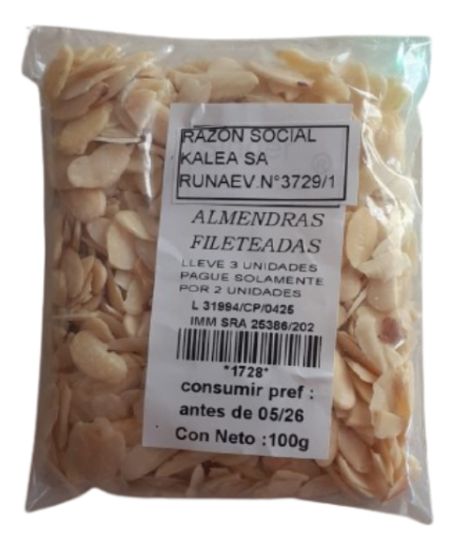 RAZON SOCIAL
KALEA SA
RUNAEV.N°3729/1
ALMENDRAS
FILETEADAS
LLEVE 3 UNIDADES
PAGUE SOLAMENTE
POR 2 UNIDADES
L 31994/CP/0425
IMM SRA 25386/202
*1728*
consumir pref :
antes de 05/26
Con Neto :100g